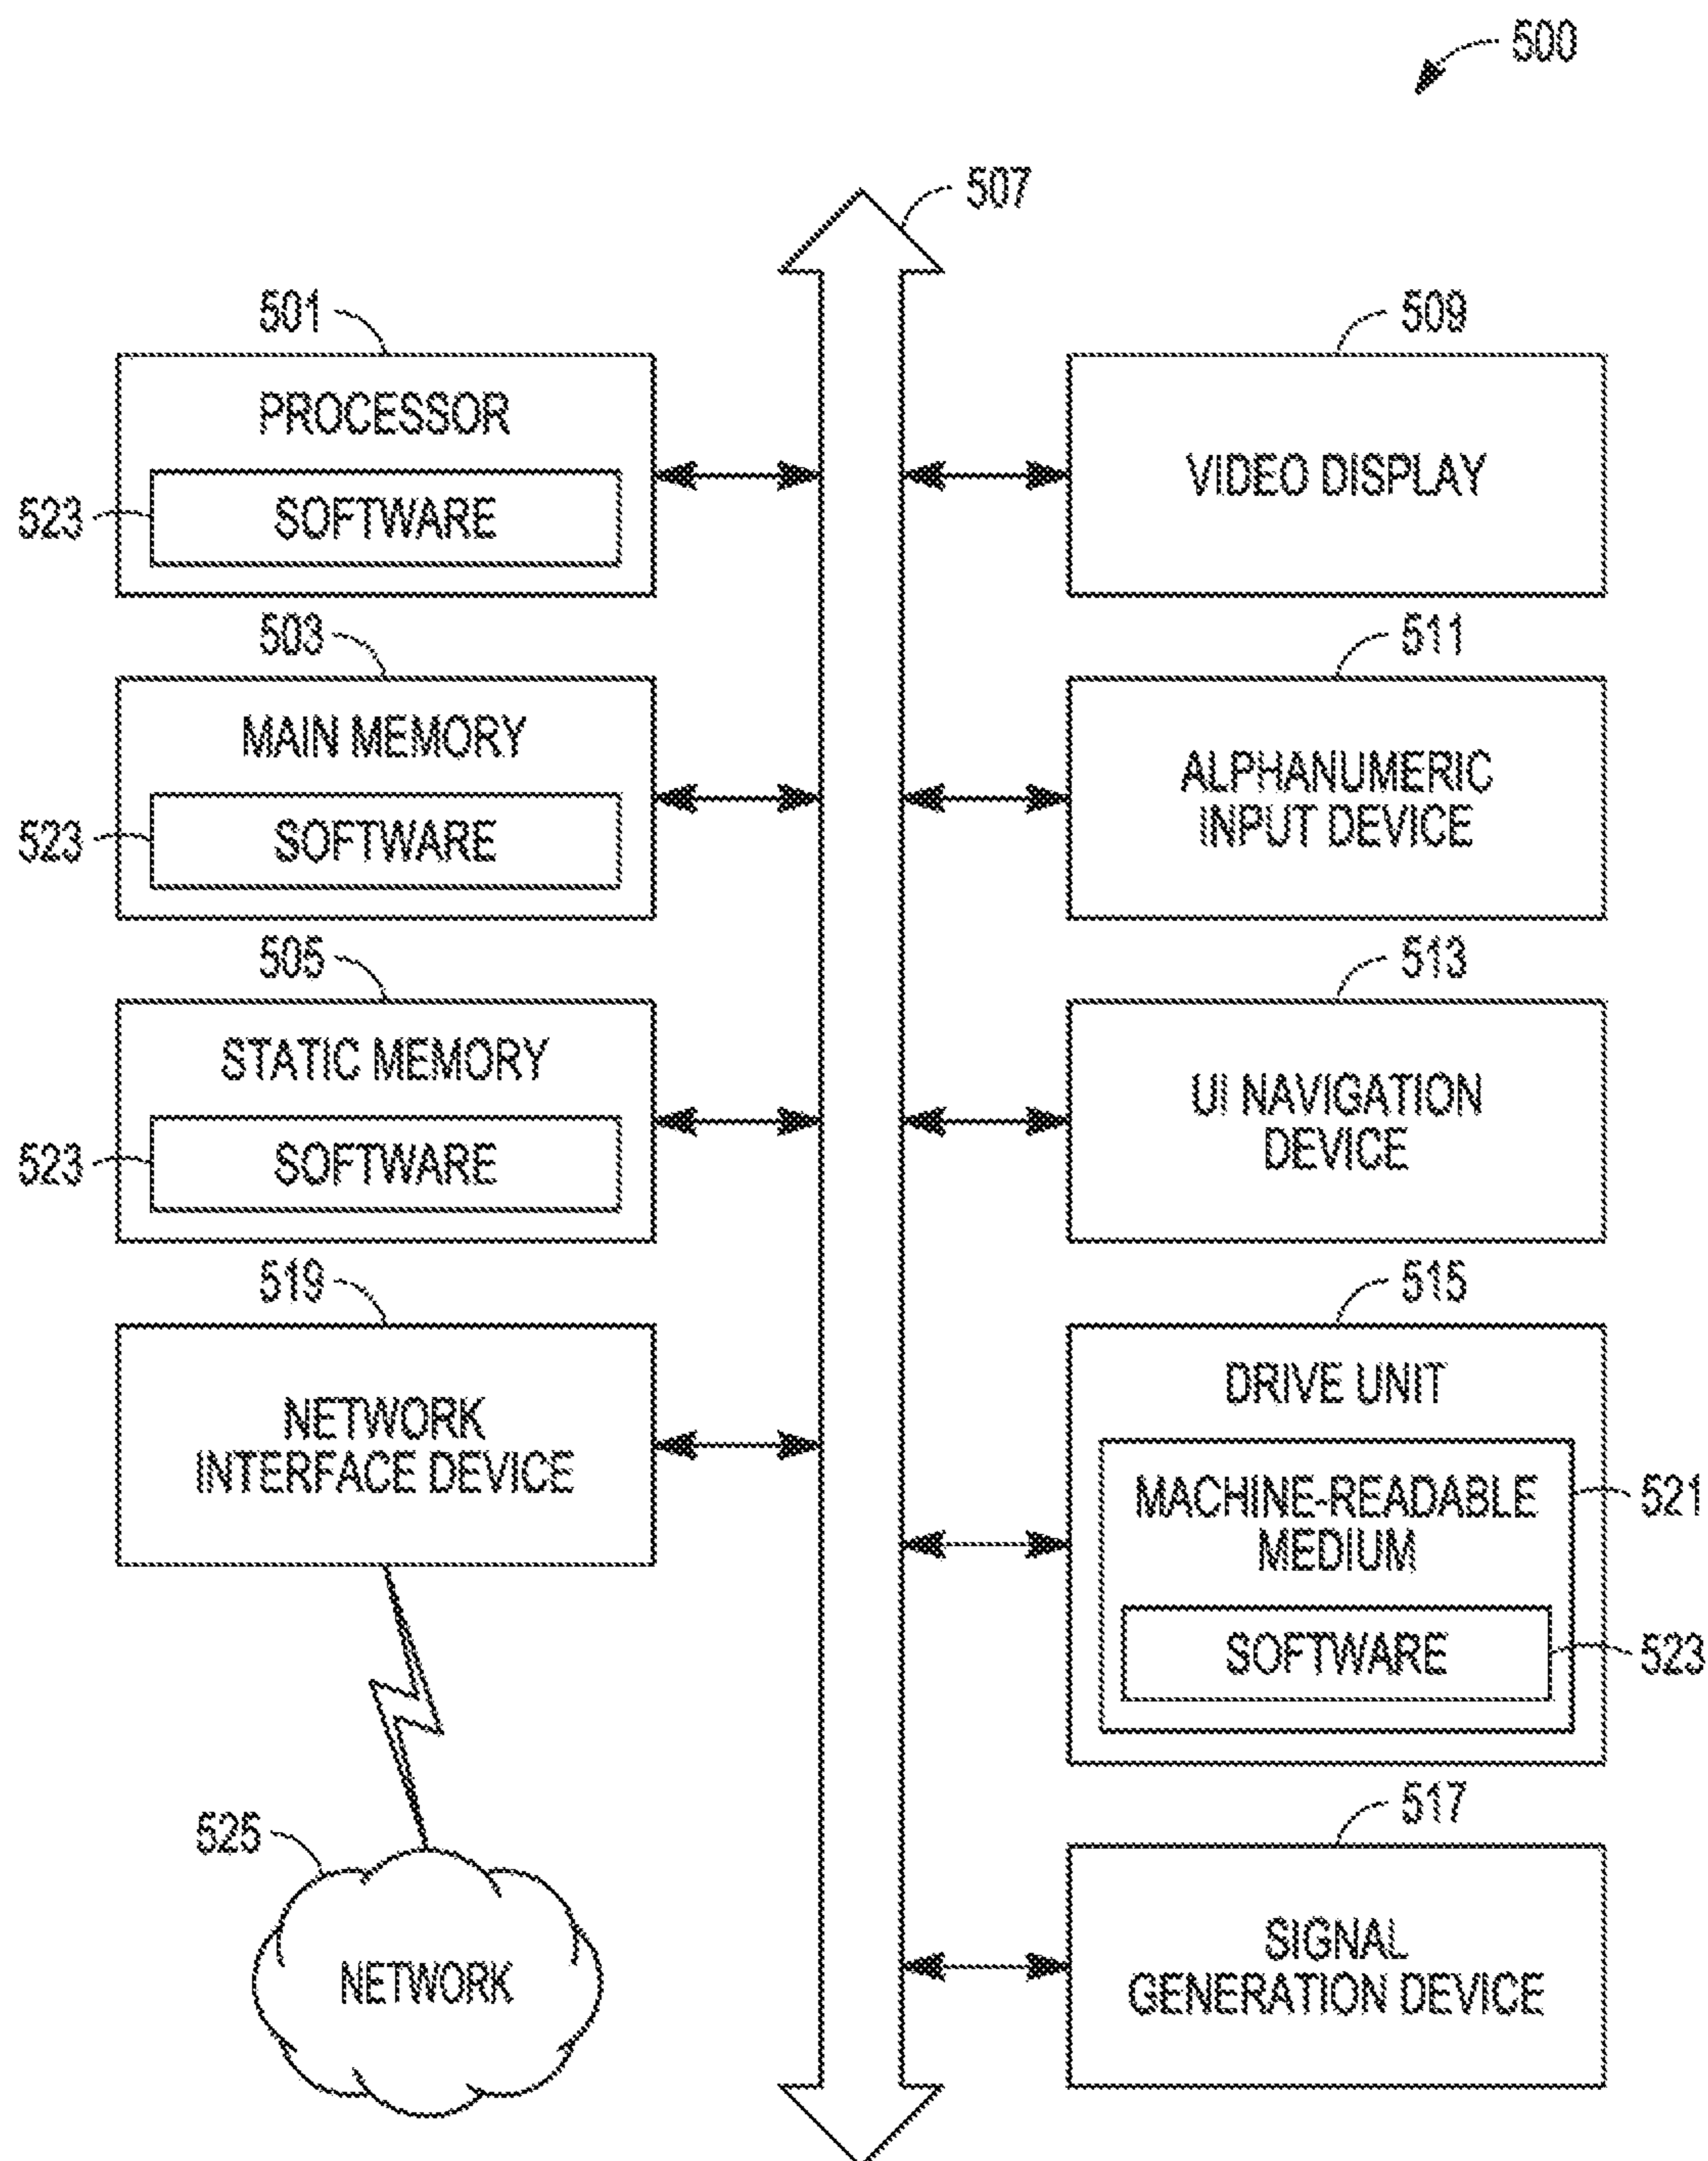 500
507
501
PROCESSOR
523
SOFTWARE
503
MAIN MEMORY
523
SOFTWARE
505
STATIC MEMORY
523
SOFTWARE
519
NETWORK
INTERFACE DEVICE
525
NETWORK
509
VIDEO DISPLAY
511
ALPHANUMERIC
INPUT DEVICE
513
UI NAVIGATION
DEVICE
515
DRIVE UNIT
MACHINE-READABLE
MEDIUM
521
SOFTWARE
523
517
SIGNAL
GENERATION DEVICE